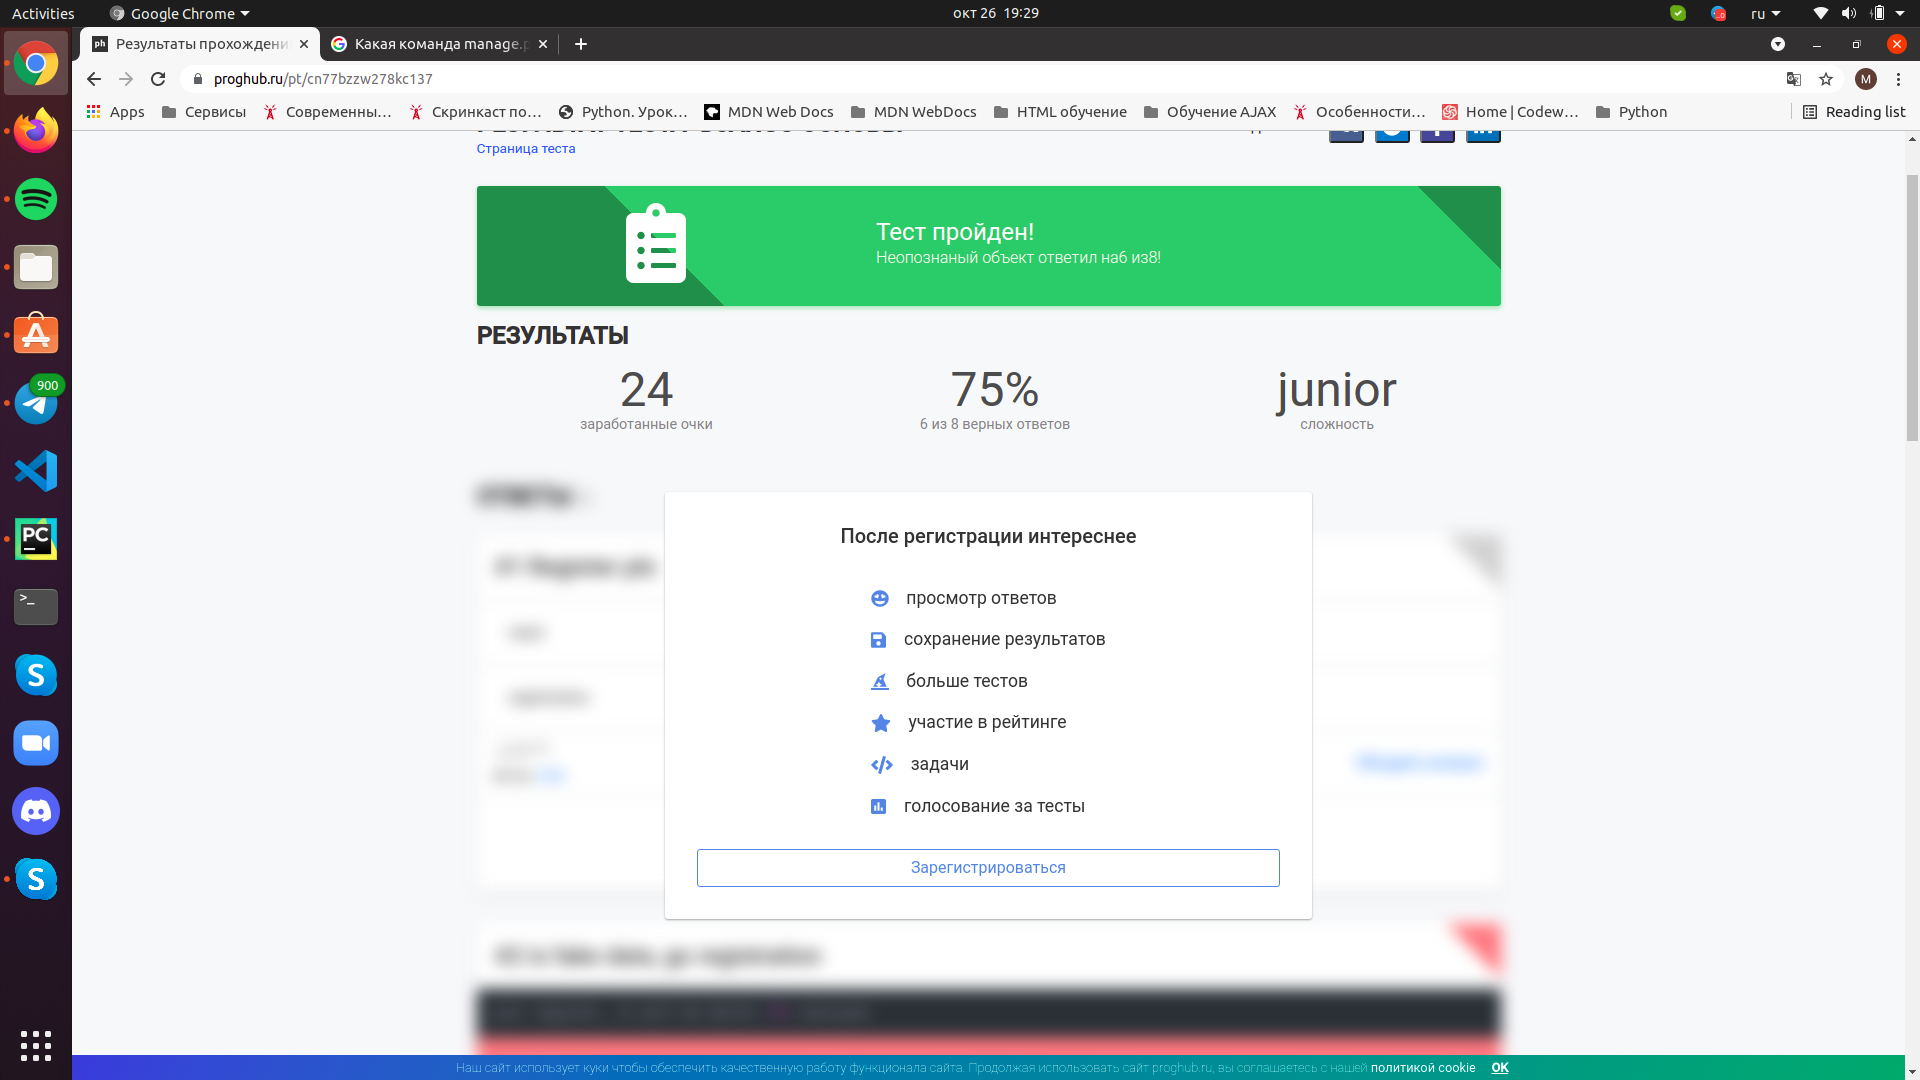 Activities
Google Chrome
окт 26 19:29
ru
Результаты прохождени
Какая команда manage.p
proghub.ru/pt/cn77bzzw278kc137
M
Apps
Сервисы
Современны…
Скринкаст по…
Python. Урок…
MDN Web Docs
MDN WebDocs
HTML обучение
Обучение AJAX
Особенности…
Home | Codew…
Python
Reading list
Страница теста
Тест пройден!
Неопознаный объект ответил на6 из8!
РЕЗУЛЬТАТЫ
24
заработанные очки
75%
6 из 8 верных ответов
junior
сложность
После регистрации интереснее
просмотр ответов
сохранение результатов
больше тестов
участие в рейтинге
задачи
голосование за тесты
Зарегистрироваться
900
Наш сайт использует куки чтобы обеспечить качественную работу функционала сайта. Продолжая использовать сайт proghub.ru, вы соглашаетесь с нашей политикой cookie OK